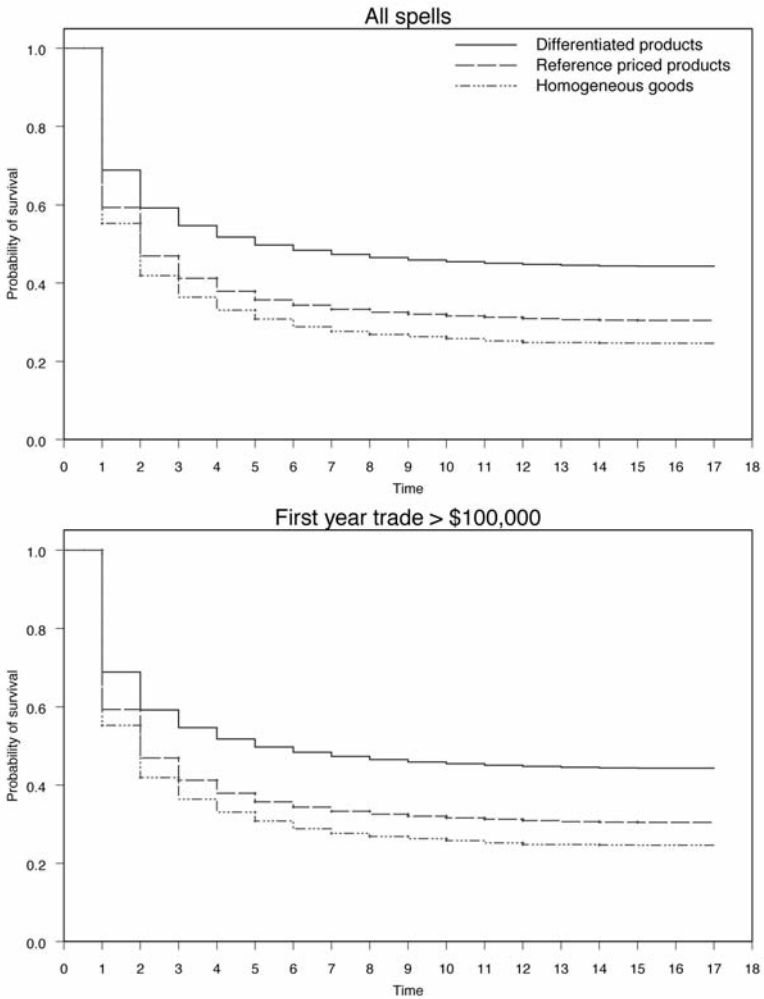 All spells
Differentiated products
Reference priced products
Homogeneous goods
Probability of survival
1.0
0.8
0.6
0.4
0.2
0.0
0 1 2 3 4 5 6 7 8 9 10 11 12 13 14 15 16 17 18
Time
First year trade > $100,000
Probability of survival
1.0
0.8
0.6
0.4
0.2
0.0
0 1 2 3 4 5 6 7 8 9 10 11 12 13 14 15 16 17 18
Time